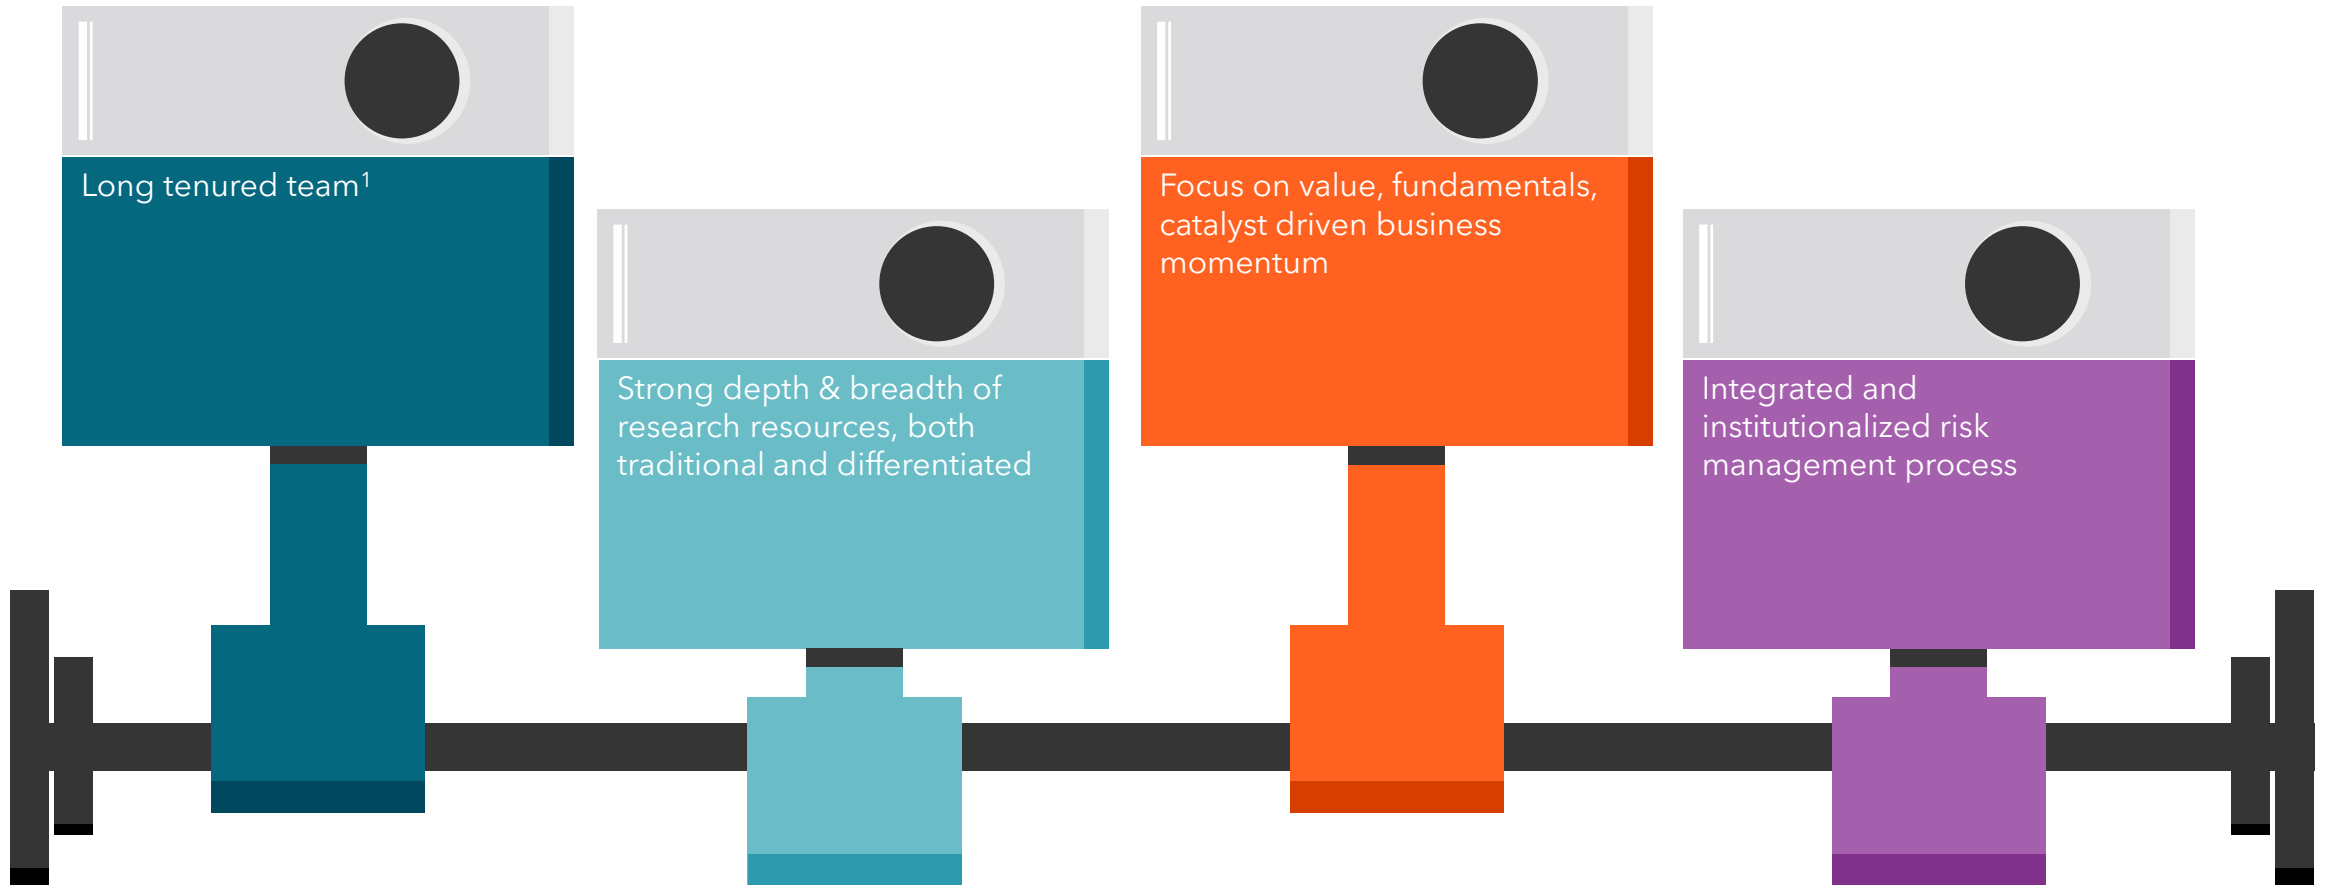 Long tenured team¹
Strong depth & breadth of
research resources, both
traditional and differentiated
Focus on value, fundamentals,
catalyst driven business
momentum
Integrated and
institutionalized risk
management process